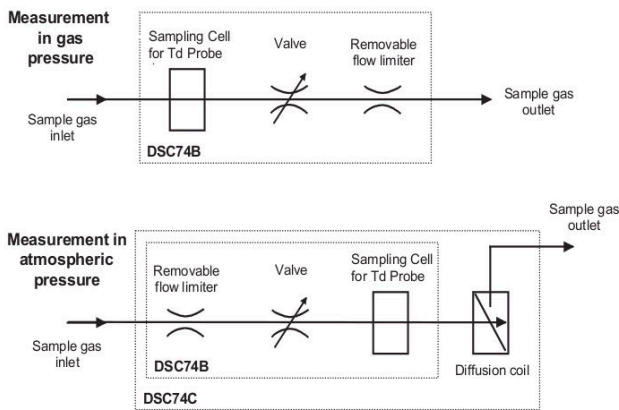 Measurement
in gas
pressure
Sampling Cell
for Td Probe
Valve
Removable
flow limiter
Sample gas
inlet
Sample gas
outlet
DSC74B
Measurement in
atmospheric
pressure
Removable
flow limiter
Valve
Sampling Cell
for Td Probe
Sample gas
outlet
Sample gas
inlet
DSC74B
Diffusion coil
DSC74C